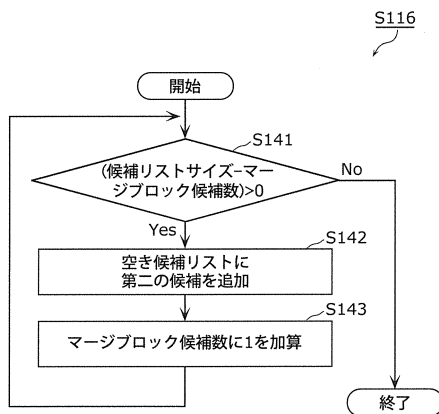 S116
開始
S141
(候補リストサイズ-マー
ジブロック候補数)>0
No
Yes
S142
空き候補リストに
第二の候補を追加
S143
マージブロック候補数に1を加算
終了